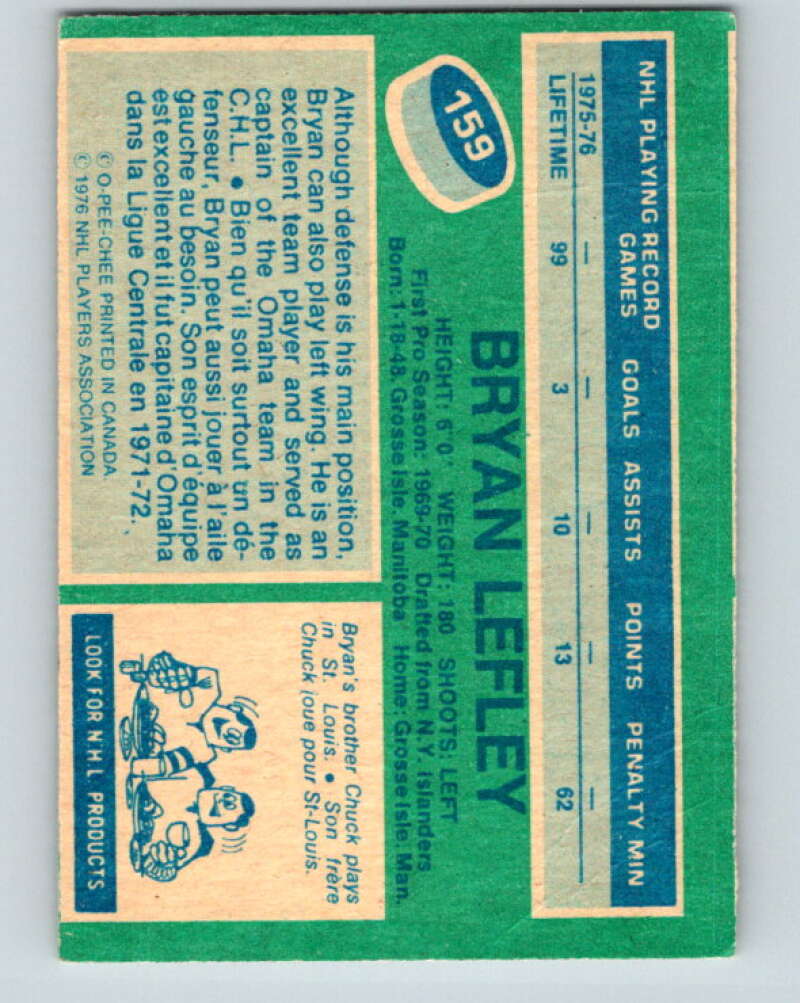 NHL PLAYING RECORD
GAMES GOALS ASSISTS POINTS PENALTY MIN
1975-76 — — — — —
LIFETIME 99 3 10 13 62
159
BRYAN LEFLEY
HEIGHT: 6'0' WEIGHT: 180 SHOOTS: LEFT
First Pro Season: 1969-70 Drafted from N.Y. Islanders
Born: 1-18-48. Grosse Isle. Manitoba Home: Grosse Isle. Man.
Although defense is his main position,
Bryan can also play left wing. He is an
excellent team player and served as
captain of the Omaha team in the
C.H.L. • Bien qu'il soit surtout un dé-
fenseur, Bryan peut aussi jouer à l'aile
gauche au besoin. Son esprit d'équipe
est excellent et il fut capitaine d'Omaha
dans la Ligue Centrale en 1971-72.
© O-PEE-CHEE PRINTED IN CANADA
© 1976 NHL PLAYERS ASSOCIATION
Bryan's brother Chuck plays
in St. Louis. • Son frère
Chuck joue pour St-Louis.
LOOK FOR N.H.L PRODUCTS